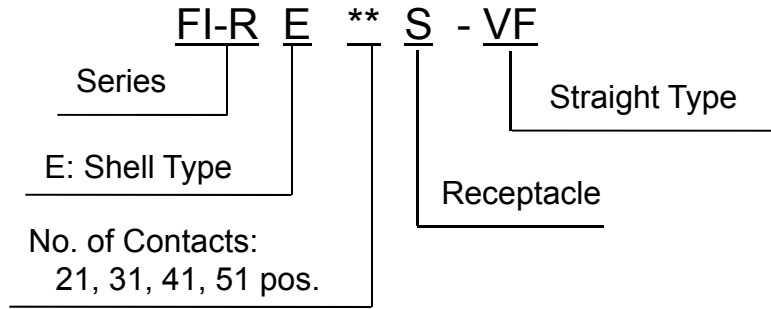 FI-R E ** S - VF
Series
Straight Type
E: Shell Type
Receptacle
No. of Contacts:
21, 31, 41, 51 pos.